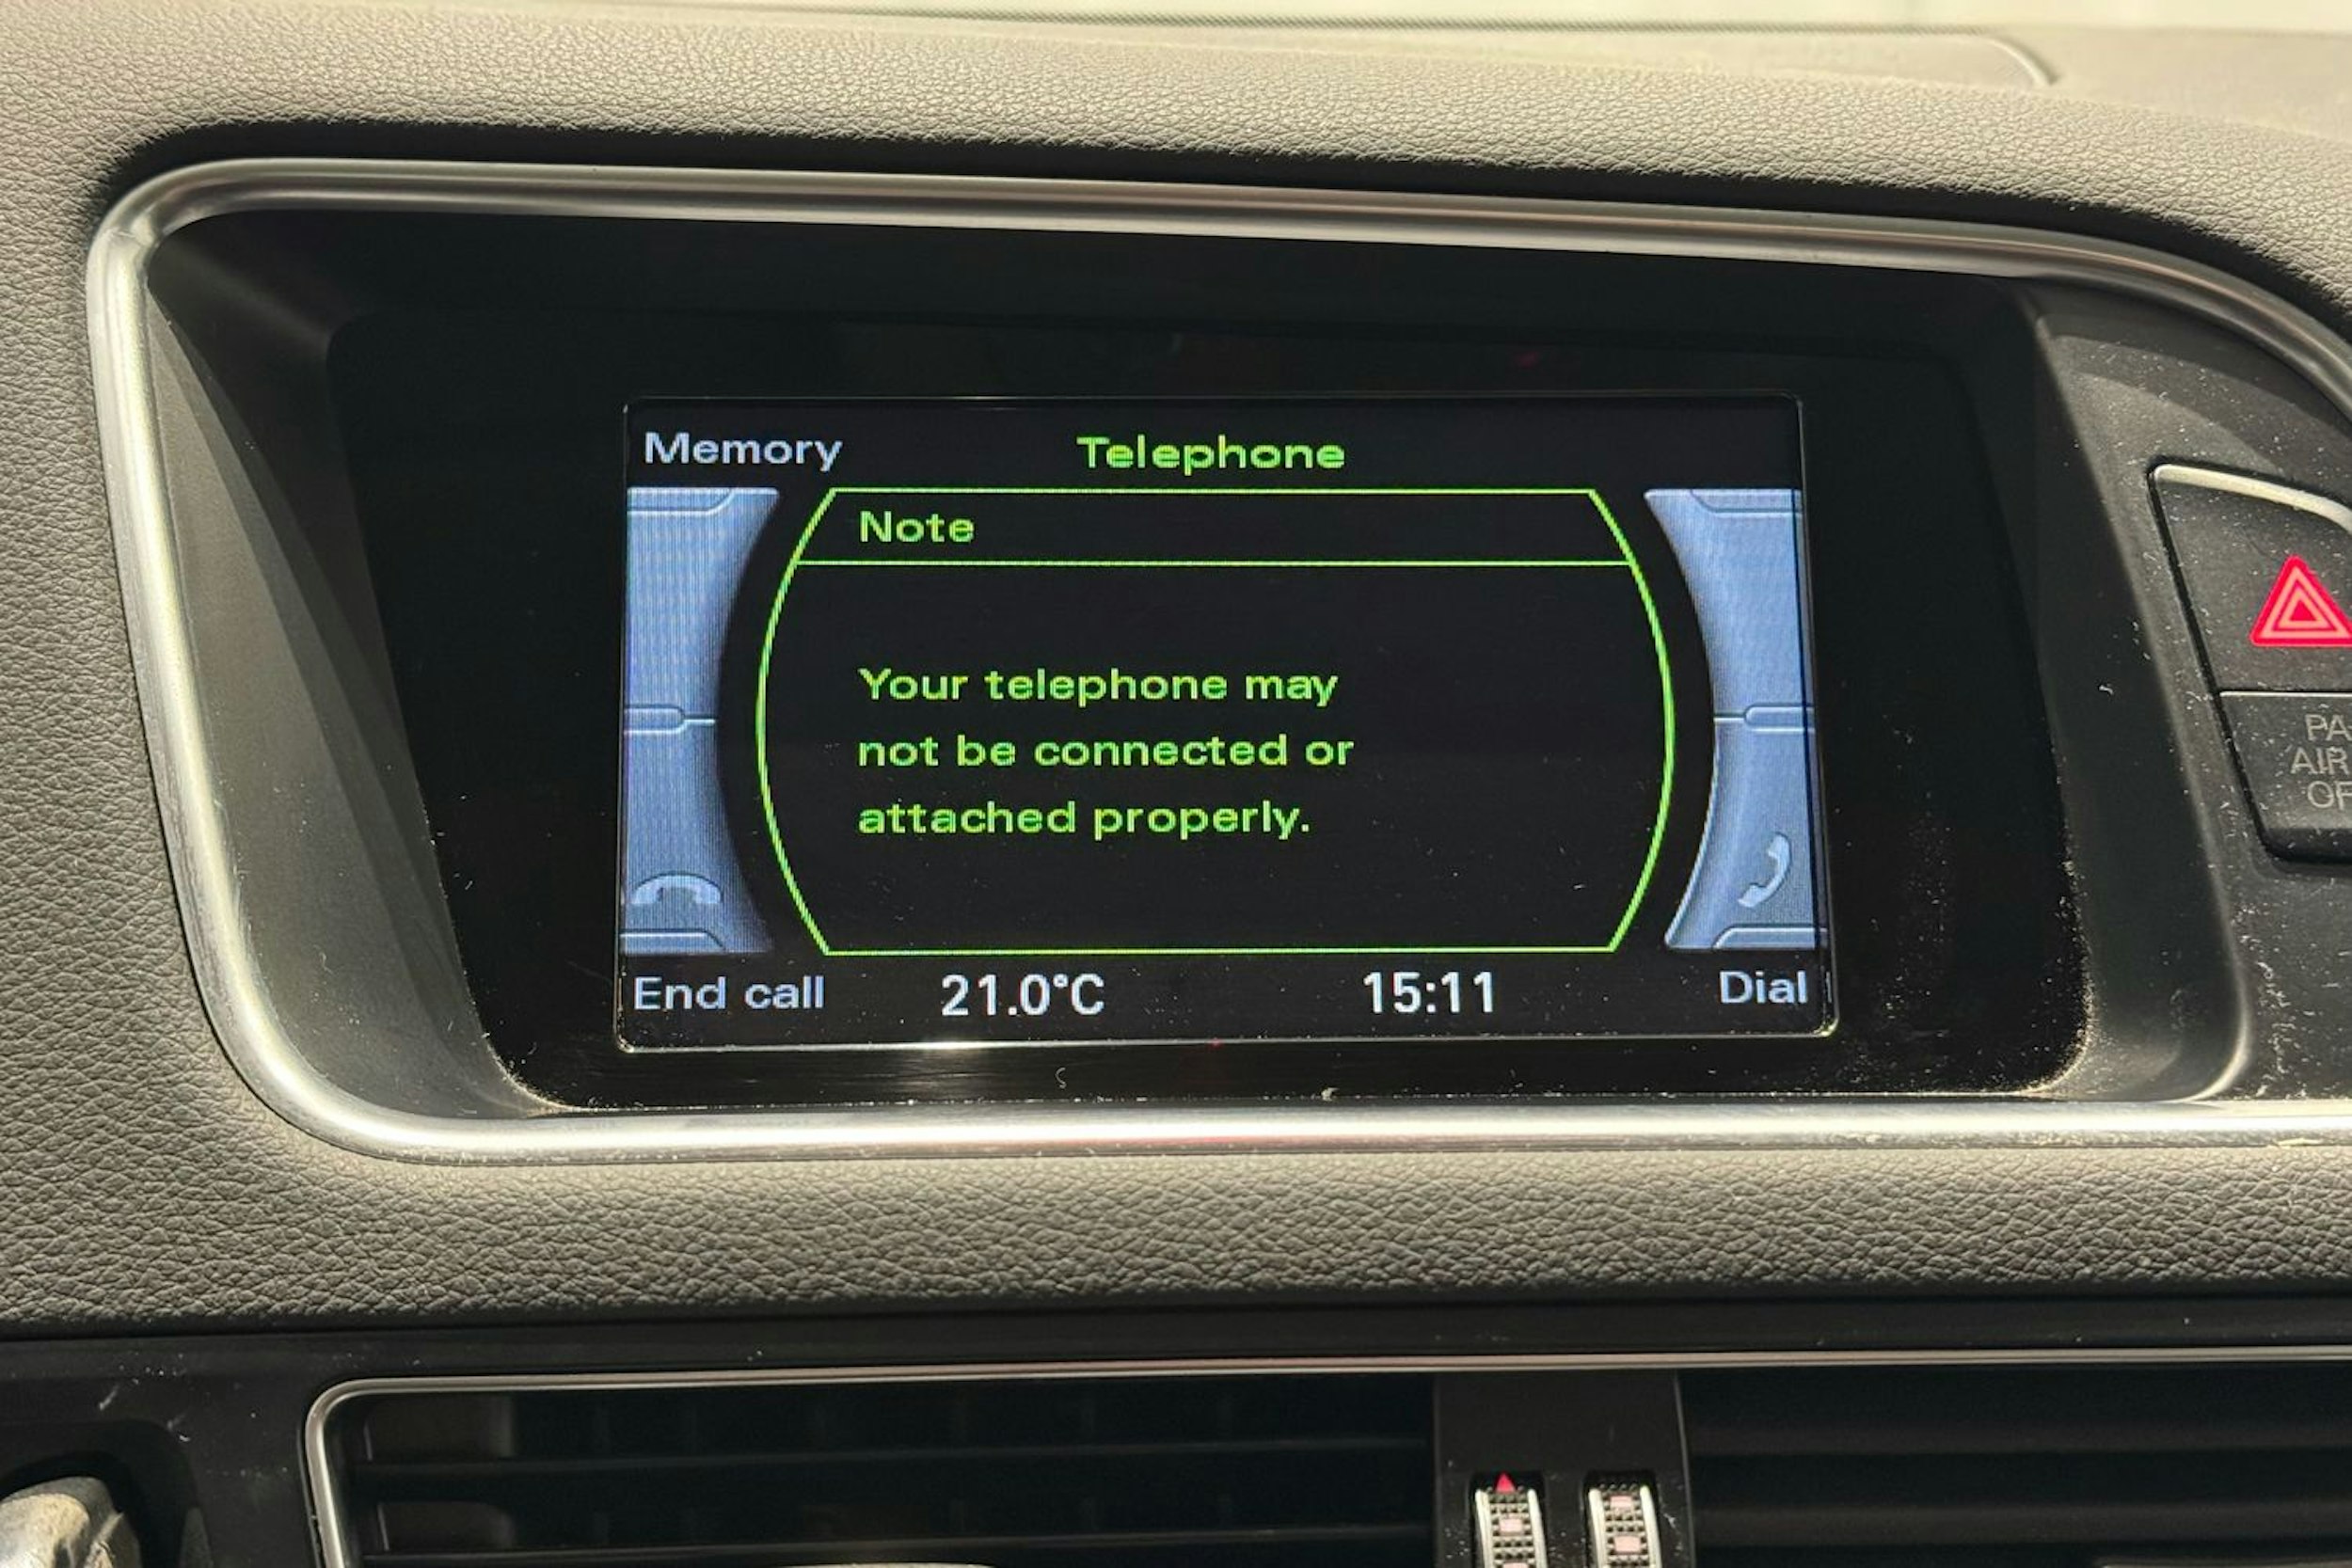 Memory
Telephone
Note
Your telephone may
not be connected or
attached properly.
End call
21.0°C
15:11
Dial